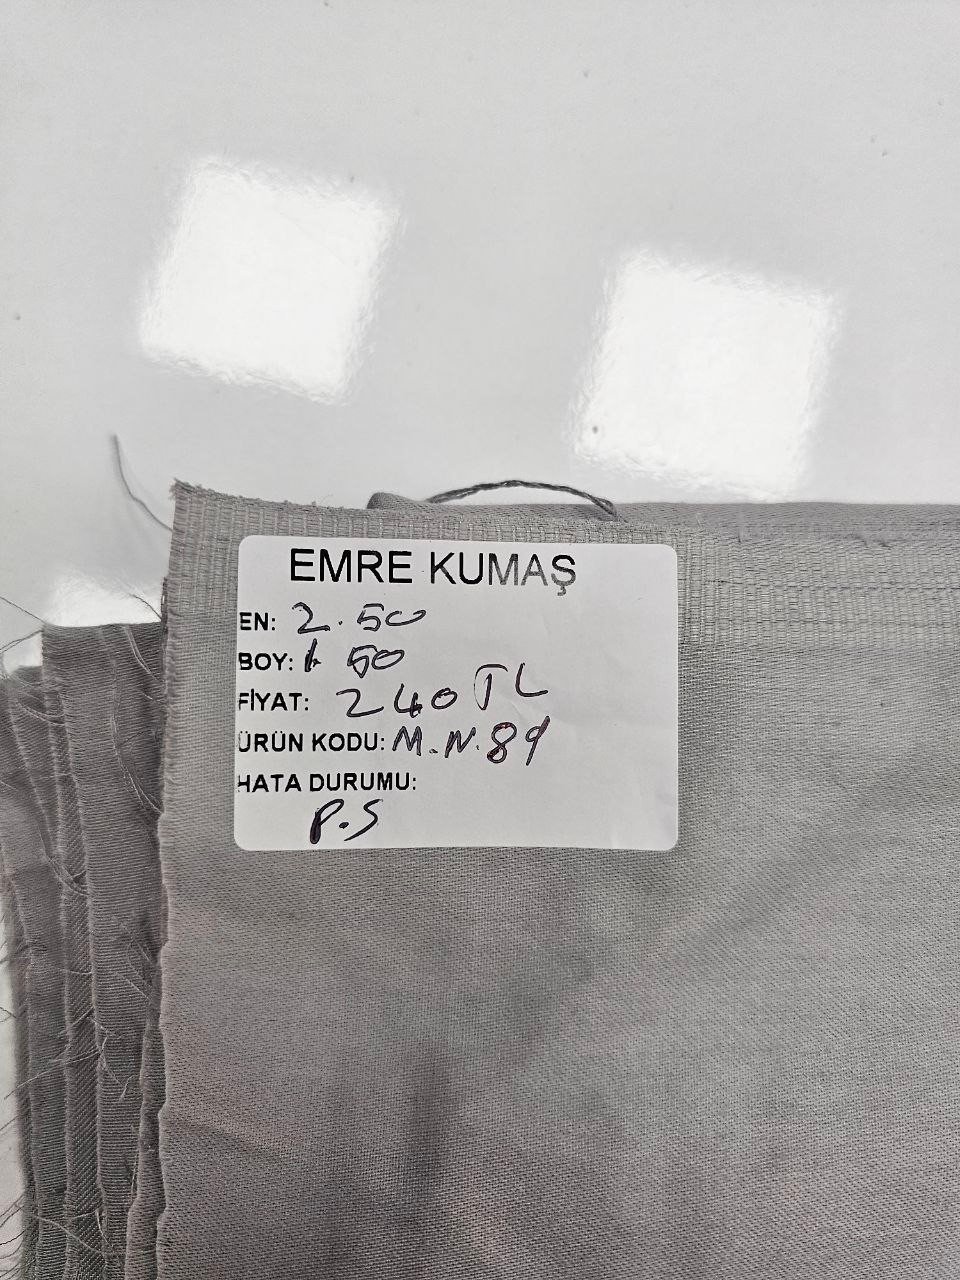 EMRE KUMAŞ
EN: 2.50
BOY: 1.50
FİYAT: 240 TL
ÜRÜN KODU: M.N.89
HATA DURUMU:
P.S